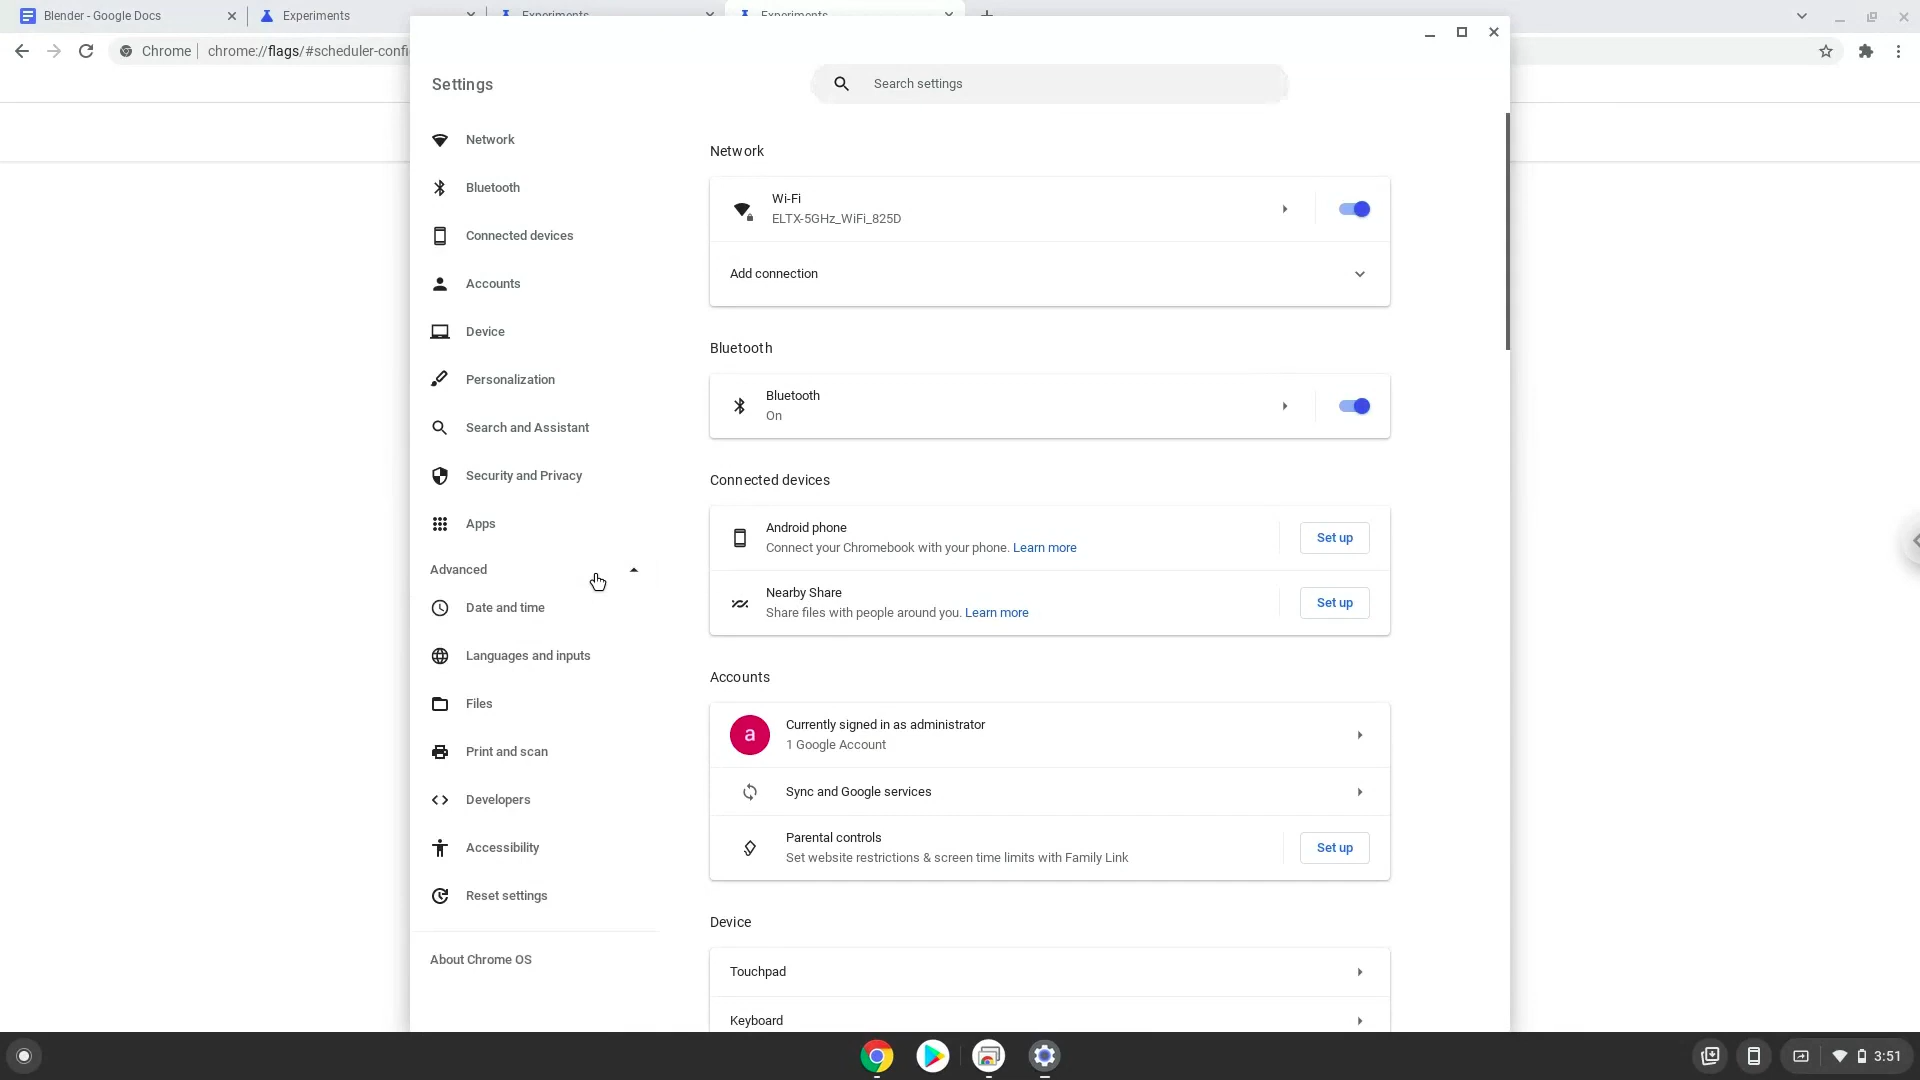 Blender - Google Docs
Experiments
Experiments
Experiments
Chrome
chrome://flags/#scheduler-confi
Settings
Search settings
Network
Bluetooth
Connected devices
Accounts
Device
Personalization
Search and Assistant
Security and Privacy
Apps
Advanced
Date and time
Languages and inputs
Files
Print and scan
Developers
Accessibility
Reset settings
About Chrome OS
Network
Wi-Fi
ELTX-5GHz_WiFi_825D
Add connection
Bluetooth
Bluetooth
On
Connected devices
Android phone
Connect your Chromebook with your phone. Learn more
Set up
Nearby Share
Share files with people around you. Learn more
Set up
Accounts
a
Currently signed in as administrator
1 Google Account
Sync and Google services
Parental controls
Set website restrictions & screen time limits with Family Link
Set up
Device
Touchpad
Keyboard
3:51